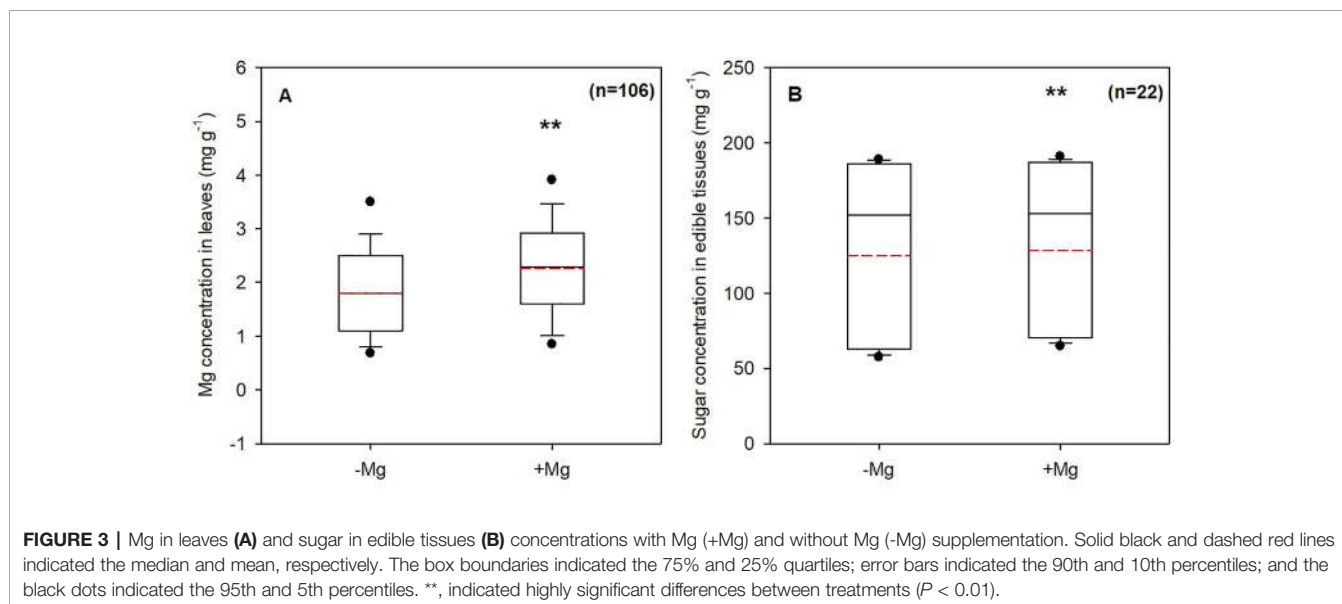 A
(n=106)
**
Mg concentration in leaves (mg g⁻¹)
6
5
4
3
2
1
0
-1
-Mg
+Mg
B
**
(n=22)
Sugar concentration in edible tissues (mg g⁻¹)
250
200
150
100
50
0
-Mg
+Mg
FIGURE 3 | Mg in leaves (A) and sugar in edible tissues (B) concentrations with Mg (+Mg) and without Mg (-Mg) supplementation. Solid black and dashed red lines
indicated the median and mean, respectively. The box boundaries indicated the 75% and 25% quartiles; error bars indicated the 90th and 10th percentiles; and the
black dots indicated the 95th and 5th percentiles. **, indicated highly significant differences between treatments (P < 0.01).